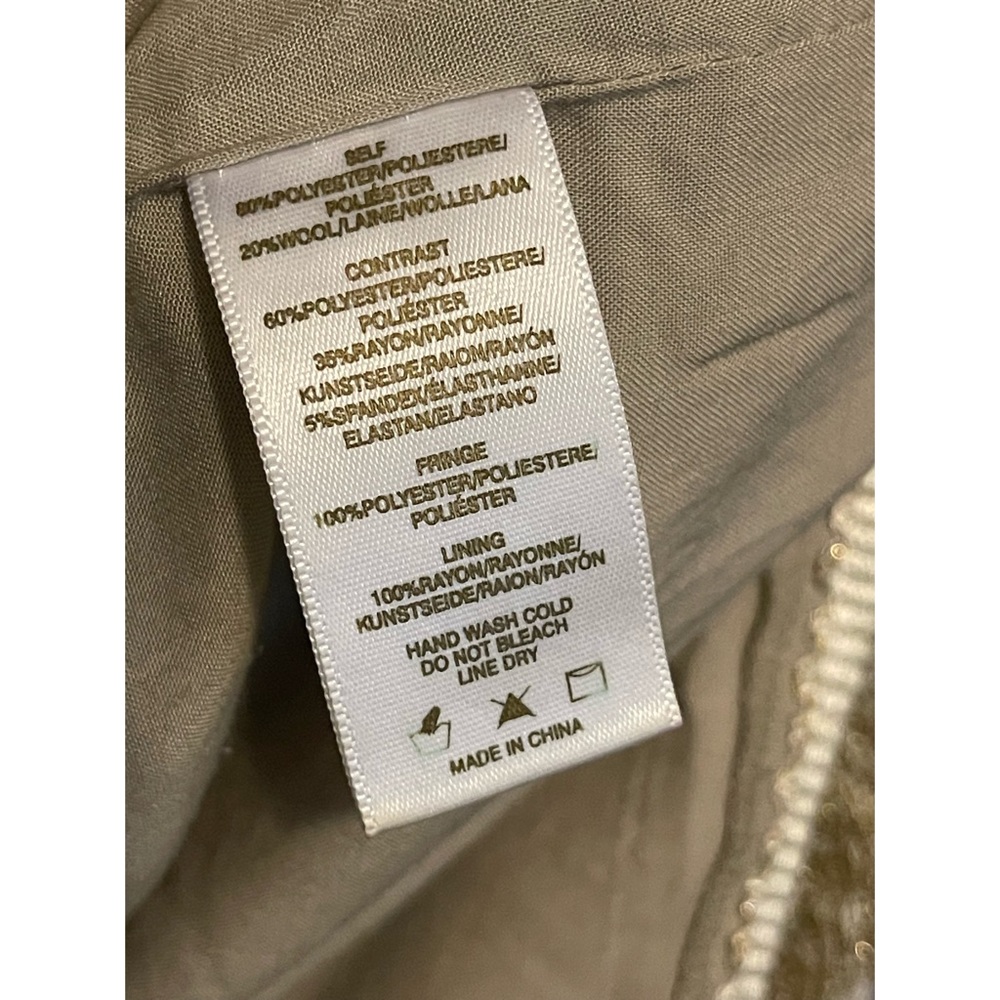 SELF
80%POLYESTER/POLIESTERE/
POLIÉSTER
20%WOOL/LAINE/WOLLE/LANA
CONTRAST
60%POLYESTER/POLIESTERE/
POLIÉSTER
35%RAYON/RAYONNE/
KUNSTSEIDE/RAION/RAYÓN
5%SPANDEX/ÉLASTHANNE/
ELASTAN/ELASTANO
FRINGE
100%POLYESTER/POLIESTERE/
POLIÉSTER
LINING
100%RAYON/RAYONNE/
KUNSTSEIDE/RAION/RAYÓN
HAND WASH COLD
DO NOT BLEACH
LINE DRY
MADE IN CHINA